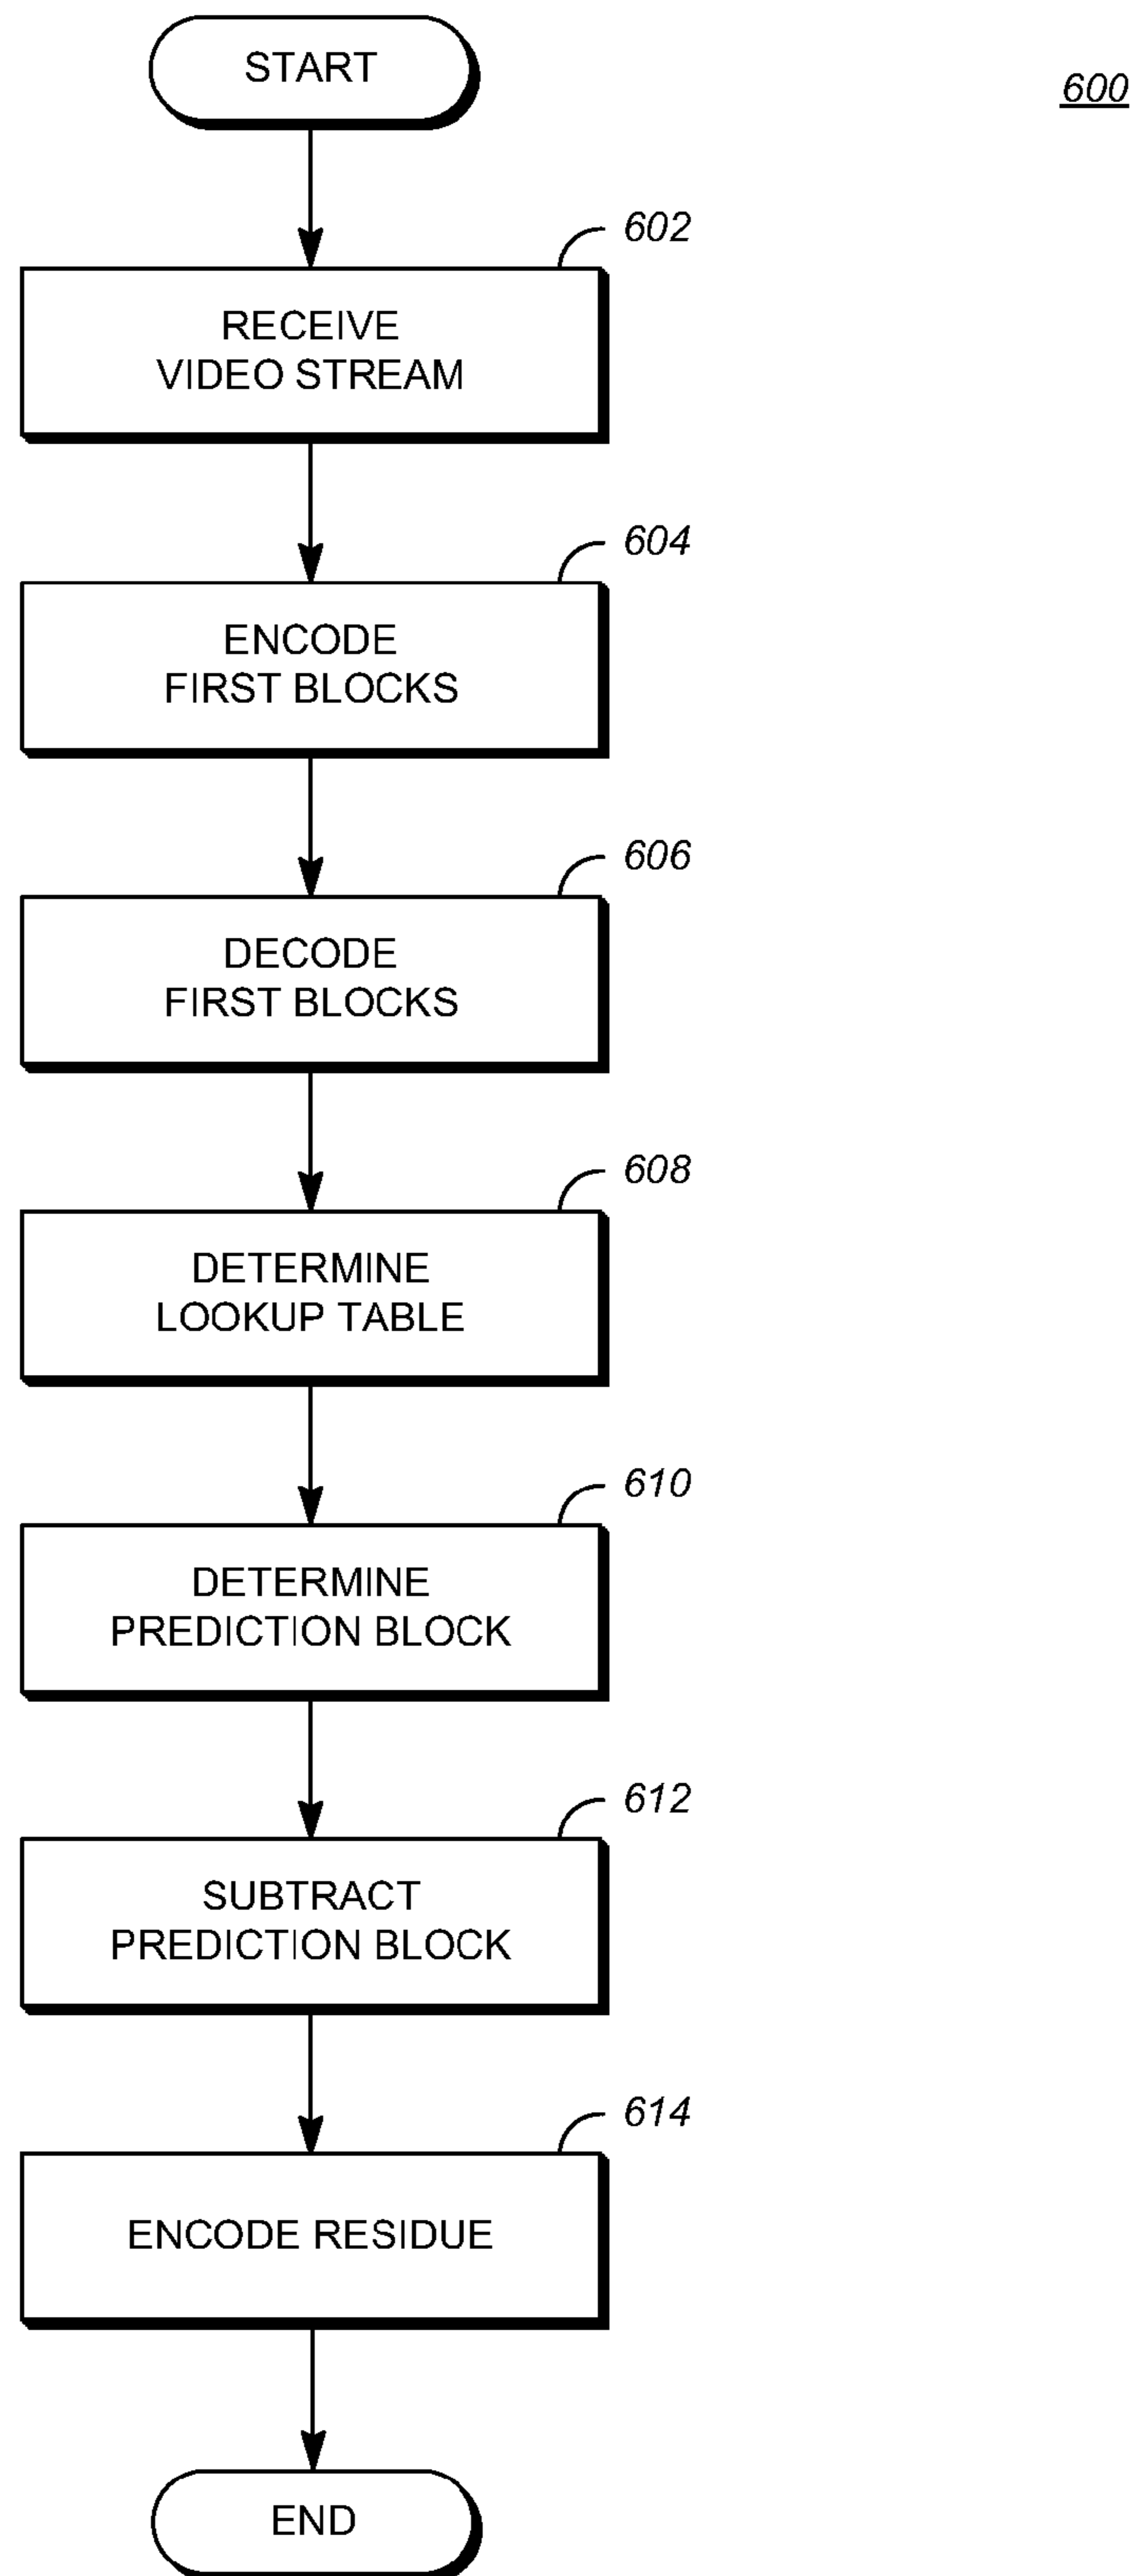 START
600
602
RECEIVE
VIDEO STREAM
604
ENCODE
FIRST BLOCKS
606
DECODE
FIRST BLOCKS
608
DETERMINE
LOOKUP TABLE
610
DETERMINE
PREDICTION BLOCK
612
SUBTRACT
PREDICTION BLOCK
614
ENCODE RESIDUE
END